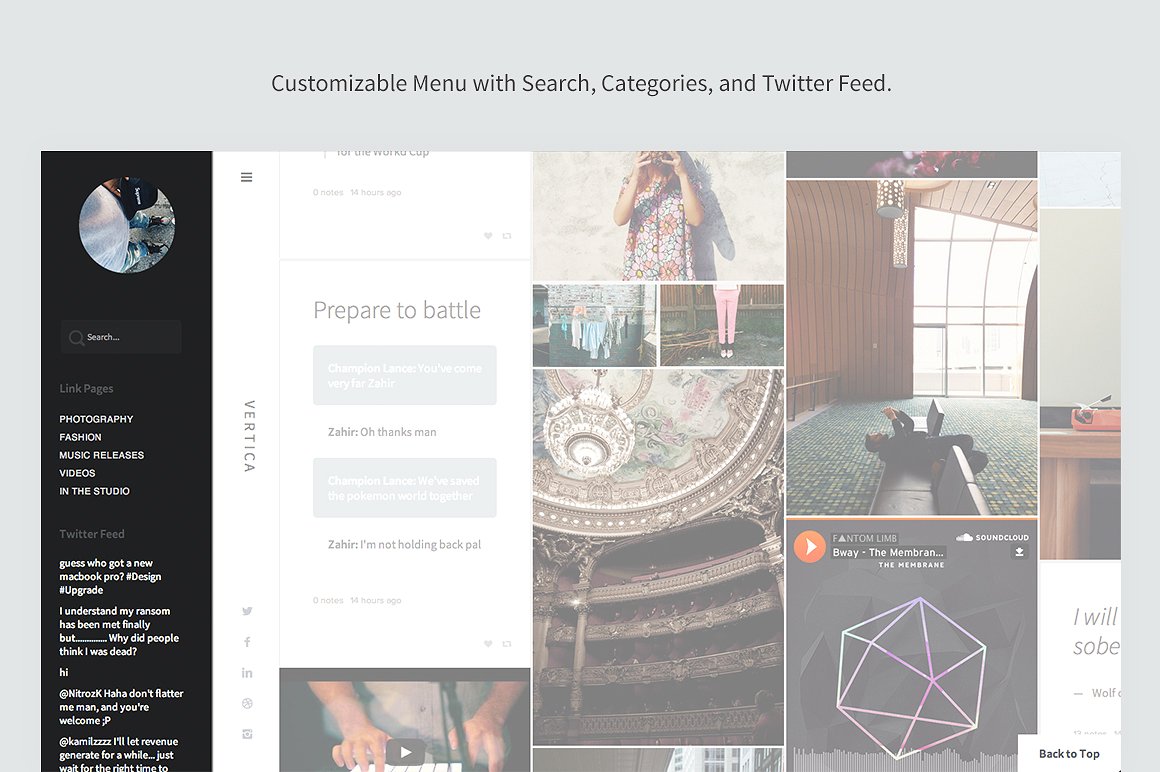 Customizable Menu with Search, Categories, and Twitter Feed.
Search...
Link Pages
PHOTOGRAPHY
FASHION
MUSIC RELEASES
VIDEOS
IN THE STUDIO
Twitter Feed
guess who got a new
macbook pro? #Design
#Upgrade
I understand my ransom
has been met finally
but.............. Why did people
think I was dead?
hi
@NitrozK Haha don't flatter
me man, and you're
welcome ;P
@kamilzzzz I'll let revenue
generate for a while... just
wait for the right time to
VERTICA
for the World Cup
0 notes 14 hours ago
Prepare to battle
Champion Lance: You've come
very far Zahir
Zahir: Oh thanks man
Champion Lance: We've saved
the pokemon world together
Zahir: I'm not holding back pal
0 notes 14 hours ago
F▲NTOM LIMB
SOUNDCLOUD
Bway - The Membran...
THE MEMBRANE
I will
sobe
— Wolf
Back to Top